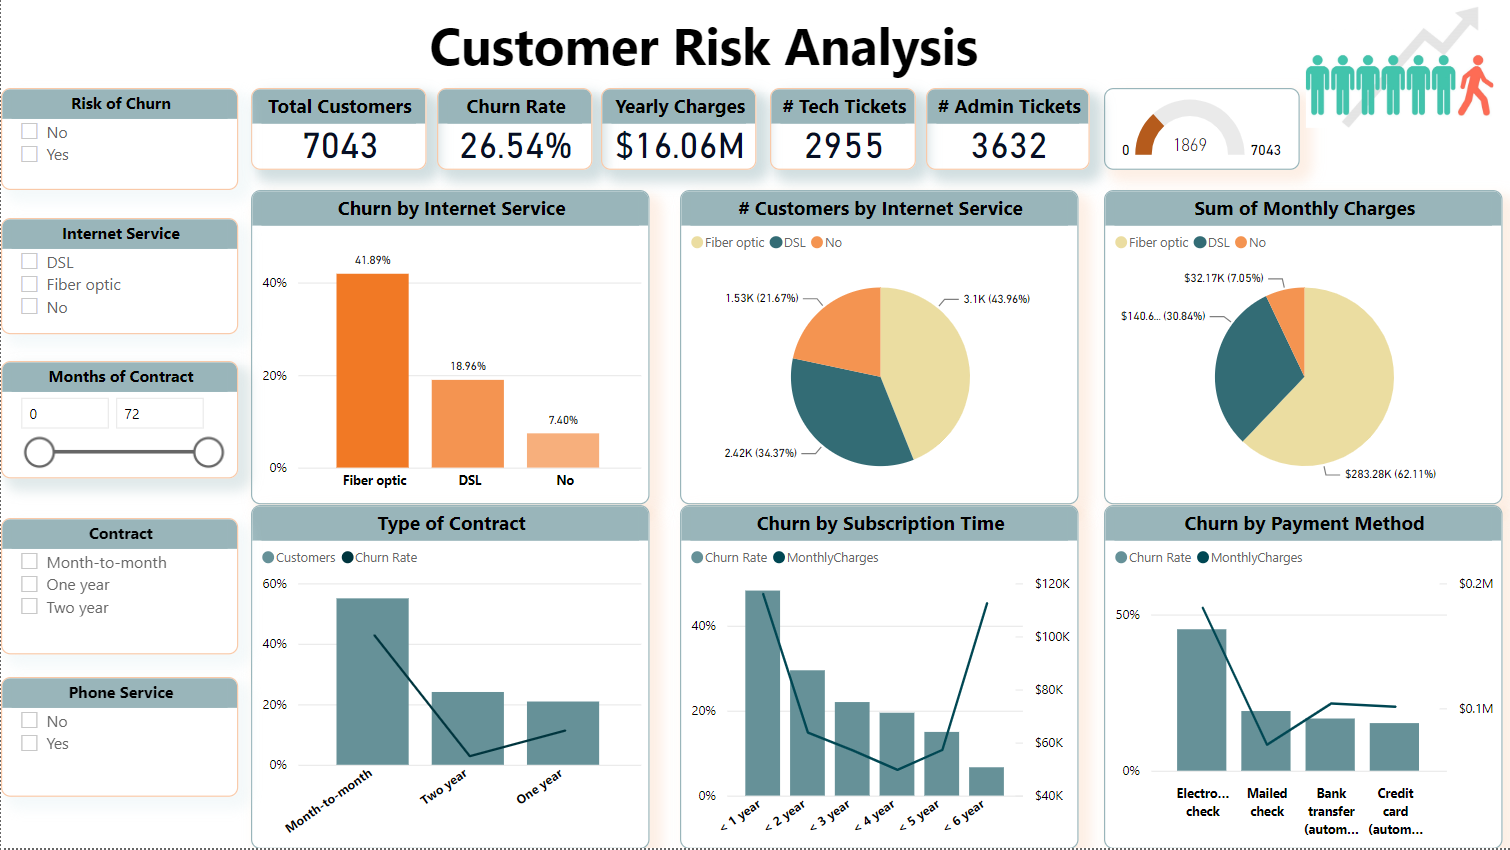 Customer Risk Analysis
Risk of Churn
No
Yes
Total Customers
7043
Churn Rate
26.54%
Yearly Charges
$16.06M
# Tech Tickets
2955
# Admin Tickets
3632
0
1869
7043
Internet Service
DSL
Fiber optic
No
Months of Contract
0
72
Contract
Month-to-month
One year
Two year
Phone Service
No
Yes
Churn by Internet Service
41.89%
40%
18.96%
20%
7.40%
0%
Fiber optic
DSL
No
# Customers by Internet Service
Fiber optic DSL No
1.53K (21.67%)
3.1K (43.96%)
2.42K (34.37%)
Sum of Monthly Charges
Fiber optic DSL No
$32.17K (7.05%)
$140.6... (30.84%)
$283.28K (62.11%)
Type of Contract
Customers Churn Rate
60%
40%
20%
0%
Month-to-month
Two year
One year
Churn by Subscription Time
Churn Rate MonthlyCharges
$120K
40%
$100K
$80K
20%
$60K
0%
$40K
< 1 year
< 2 year
< 3 year
< 4 year
< 5 year
< 6 year
Churn by Payment Method
Churn Rate MonthlyCharges
$0.2M
50%
$0.1M
0%
Electro...
check
Mailed
check
Bank
transfer
(autom...
Credit
card
(autom...